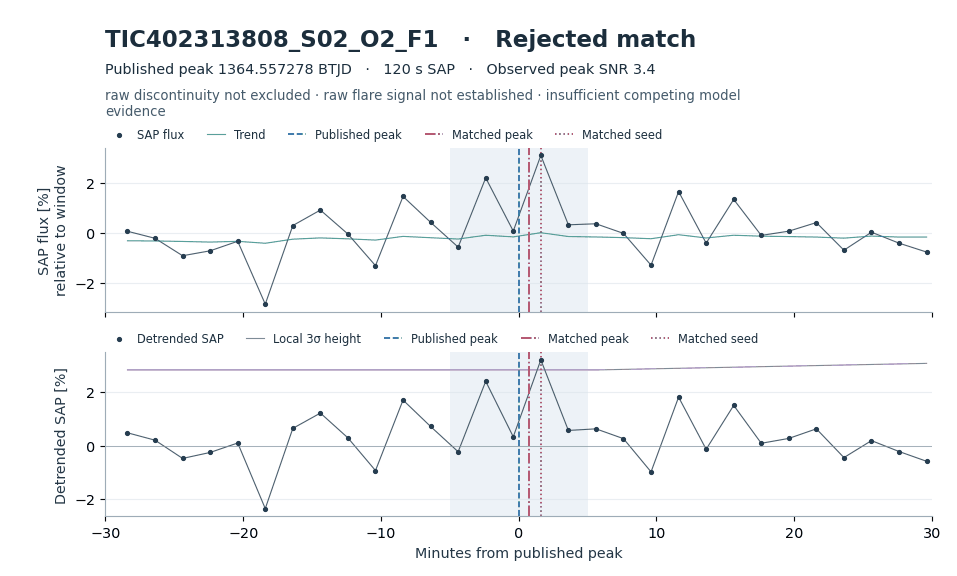 TIC402313808_S02_O2_F1 · Rejected match
Published peak 1364.557278 BTJD · 120 s SAP · Observed peak SNR 3.4
raw discontinuity not excluded · raw flare signal not established · insufficient competing model
evidence
SAP flux Trend Published peak Matched peak Matched seed
SAP flux [%]
relative to window
2
0
−2
Detrended SAP Local 3σ height Published peak Matched peak Matched seed
Detrended SAP [%]
2
0
−2
−30 −20 −10 0 10 20 30
Minutes from published peak